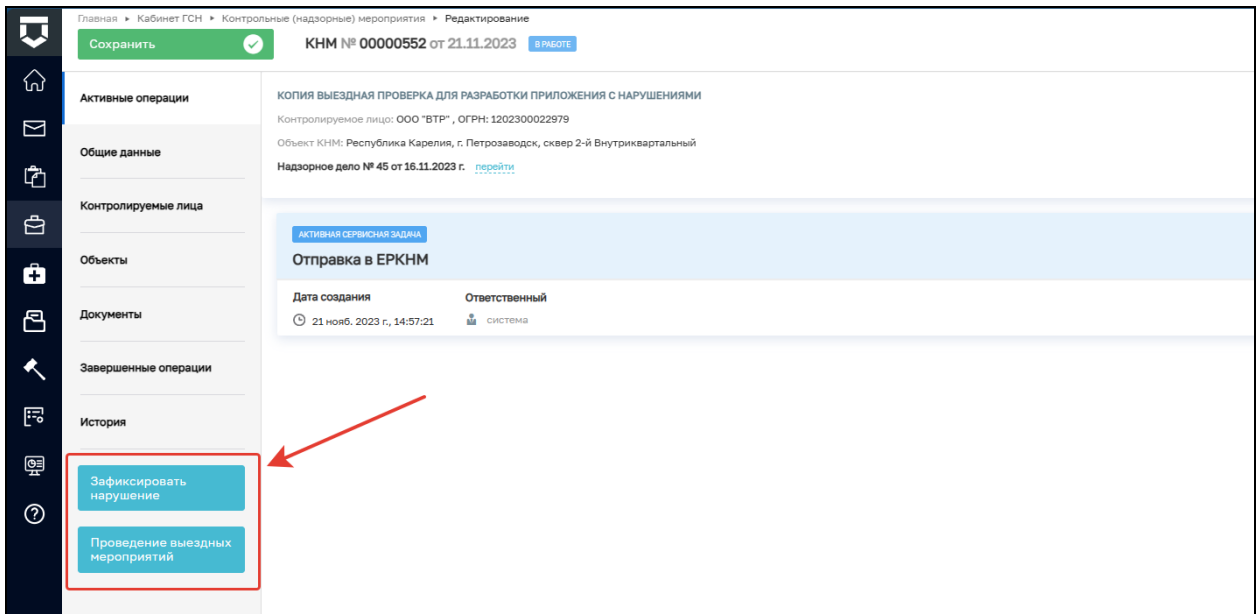 Главная ▸ Кабинет ГСН ▸ Контрольные (надзорные) мероприятия ▸ Редактирование
Сохранить
КНМ № 00000552 от 21.11.2023 В РАБОТЕ
Активные операции
Общие данные
Контролируемые лица
Объекты
Документы
Завершенные операции
История
Зафиксировать
нарушение
Проведение выездных
мероприятий
КОПИЯ ВЫЕЗДНАЯ ПРОВЕРКА ДЛЯ РАЗРАБОТКИ ПРИЛОЖЕНИЯ С НАРУШЕНИЯМИ
Контролируемое лицо: ООО "ВТР" , ОГРН: 1202300022979
Объект КНМ: Республика Карелия, г. Петрозаводск, сквер 2-й Внутриквартальный
Надзорное дело № 45 от 16.11.2023 г. перейти
АКТИВНАЯ СЕРВИСНАЯ ЗАДАЧА
Отправка в ЕРКНМ
Дата создания Ответственный
21 нояб. 2023 г., 14:57:21 система